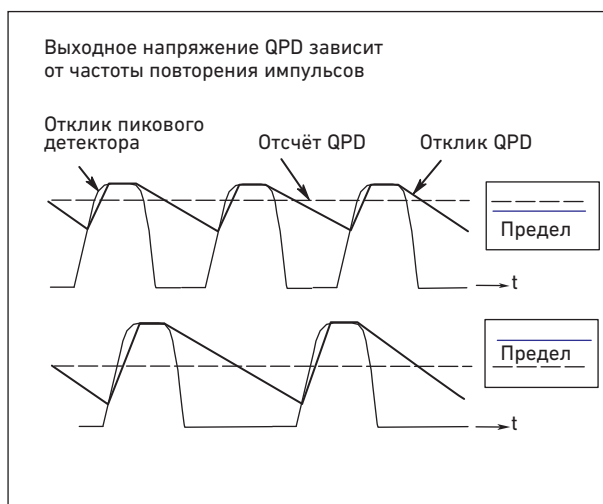 Выходное напряжение QPD зависит
от частоты повторения импульсов
Отклик пикового
детектора
Отсчёт QPD
Отклик QPD
Предел
t
Предел
t